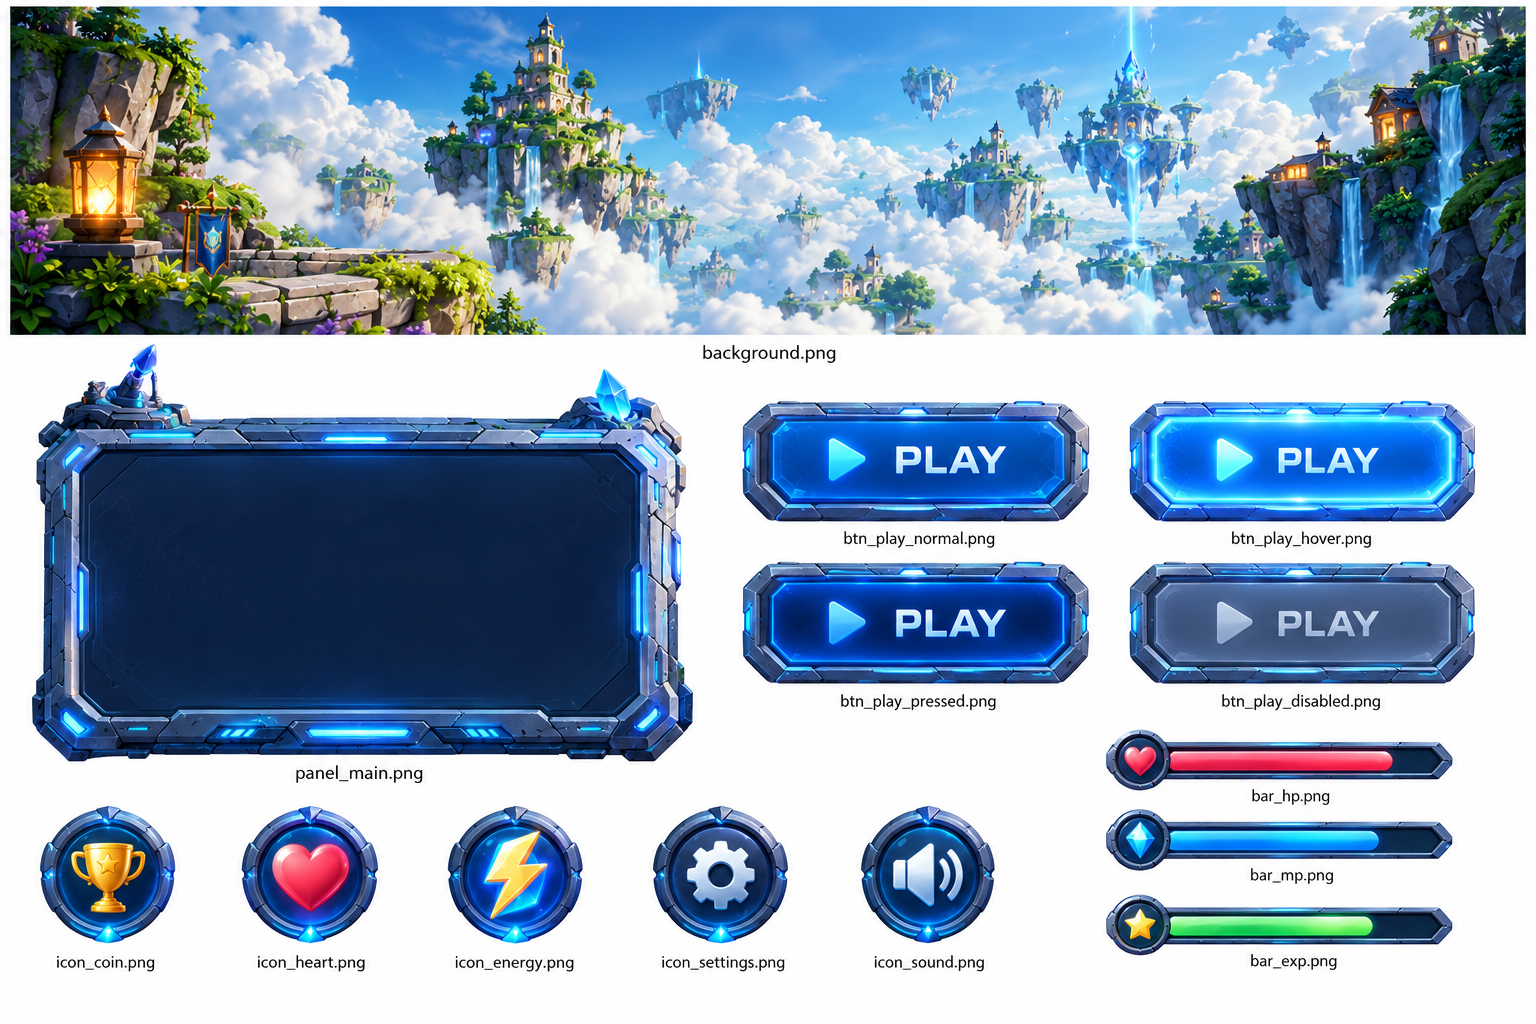 background.png
PLAY
PLAY
btn_play_normal.png
btn_play_hover.png
PLAY
PLAY
btn_play_pressed.png
btn_play_disabled.png
panel_main.png
bar_hp.png
bar_mp.png
bar_exp.png
icon_coin.png
icon_heart.png
icon_energy.png
icon_settings.png
icon_sound.png